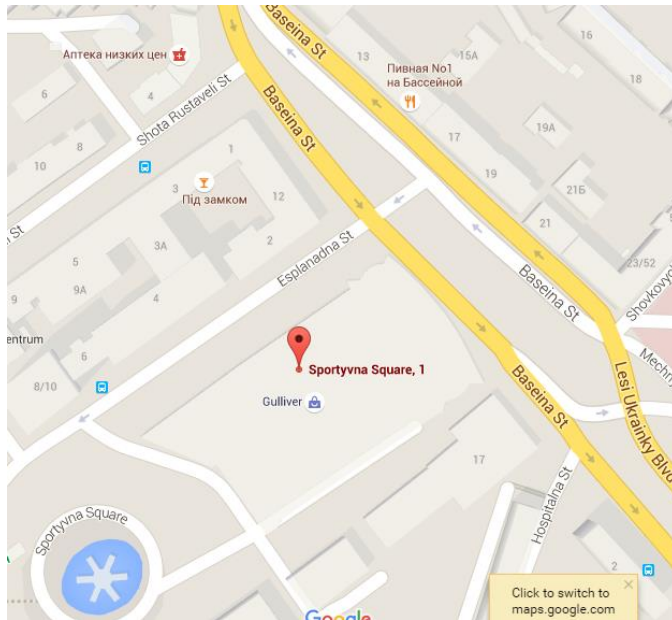 Baseina St
16
15A
13
Аптека низких цен
Пивная No1
на Бассейной
18
6
4
Shota Rustaveli St
Baseina St
17
19A
8
10
1
19
3
Під замком
12
21Б
21
2
Esplanadna St
3A
5
23/52
9A
4
9
Baseina St
Shovkovyc
entrum
6
Mechn
Sportyvna Square, 1
8/10
Gulliver
Baseina St
Lesi Ukrainky Blvd
17
Hospitalna St
Sportyvna Square
2
Click to switch to
maps.google.com
Google